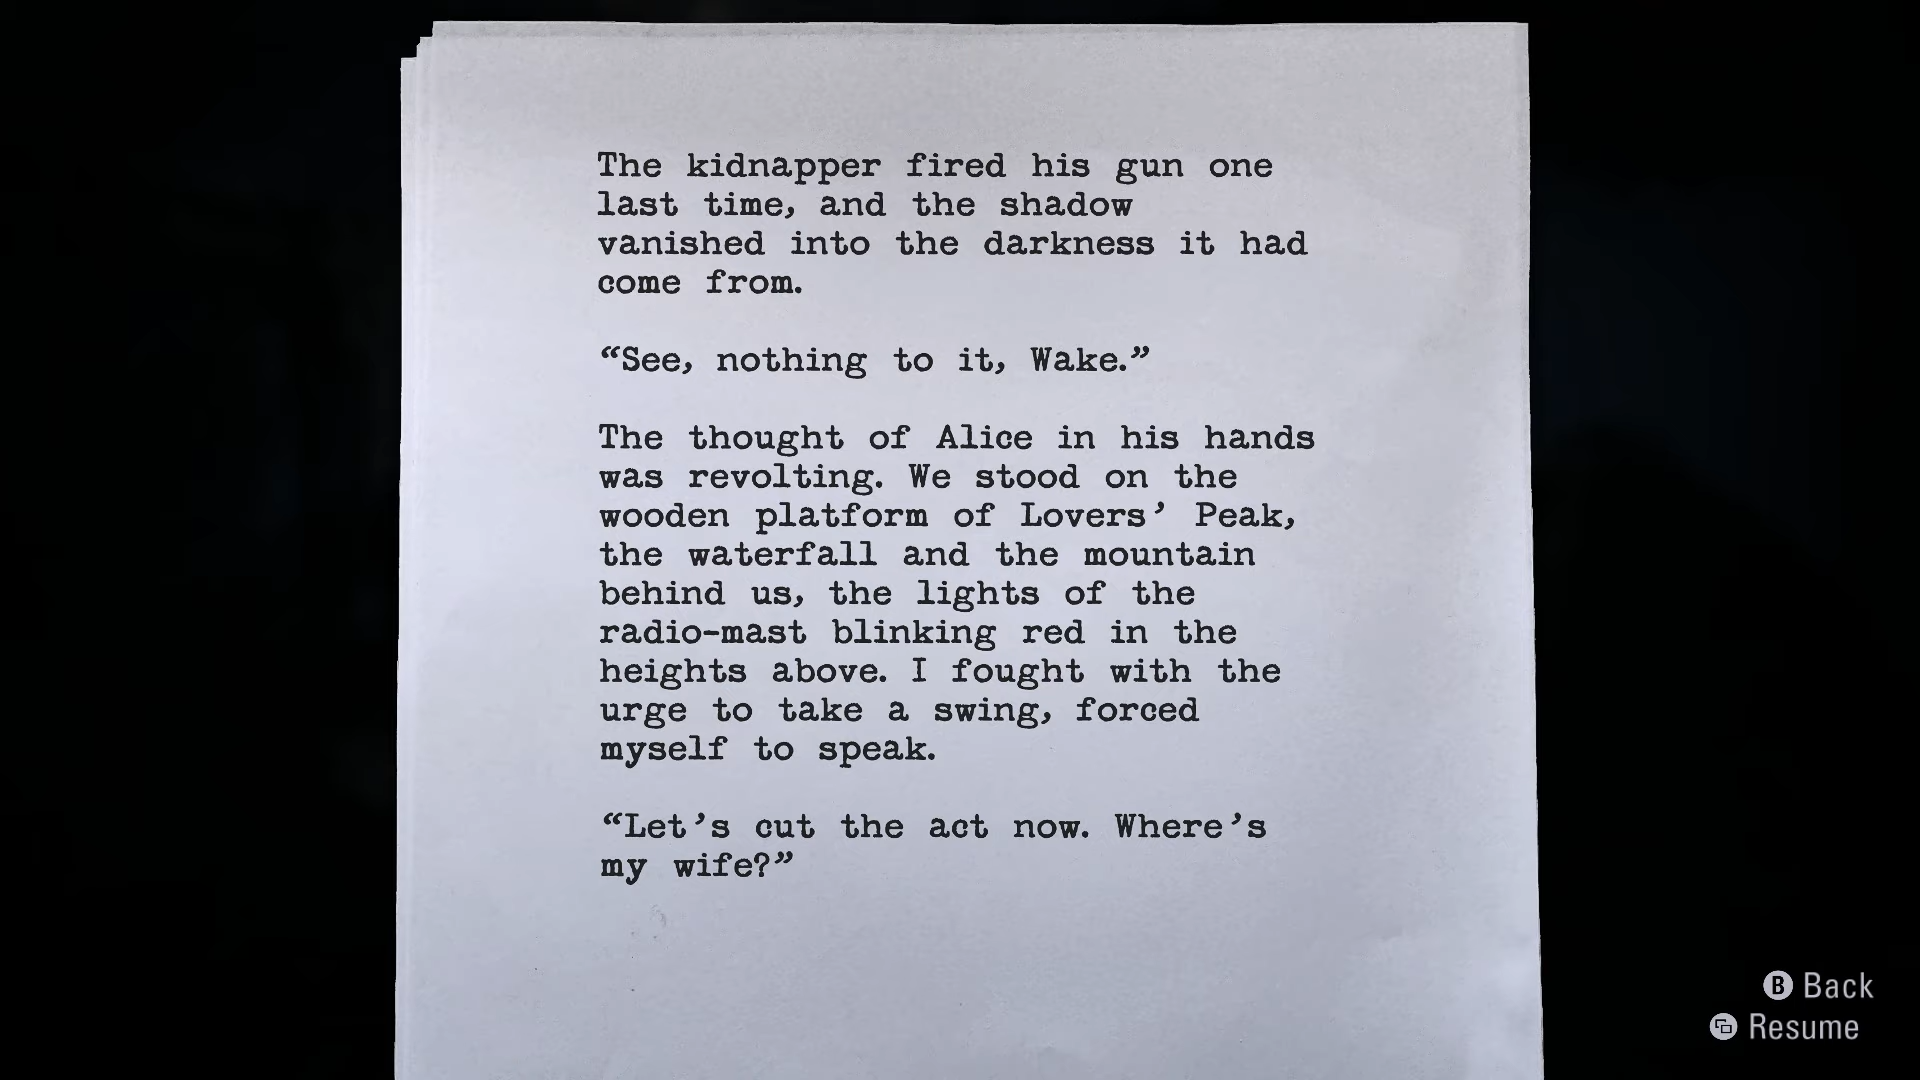 The kidnapper fired his gun one
last time, and the shadow
vanished into the darkness it had
come from.
“See, nothing to it, Wake.”
The thought of Alice in his hands
was revolting. We stood on the
wooden platform of Lovers’ Peak,
the waterfall and the mountain
behind us, the lights of the
radio-mast blinking red in the
heights above. I fought with the
urge to take a swing, forced
myself to speak.
“Let’s cut the act now. Where’s
my wife?”
B Back
Resume